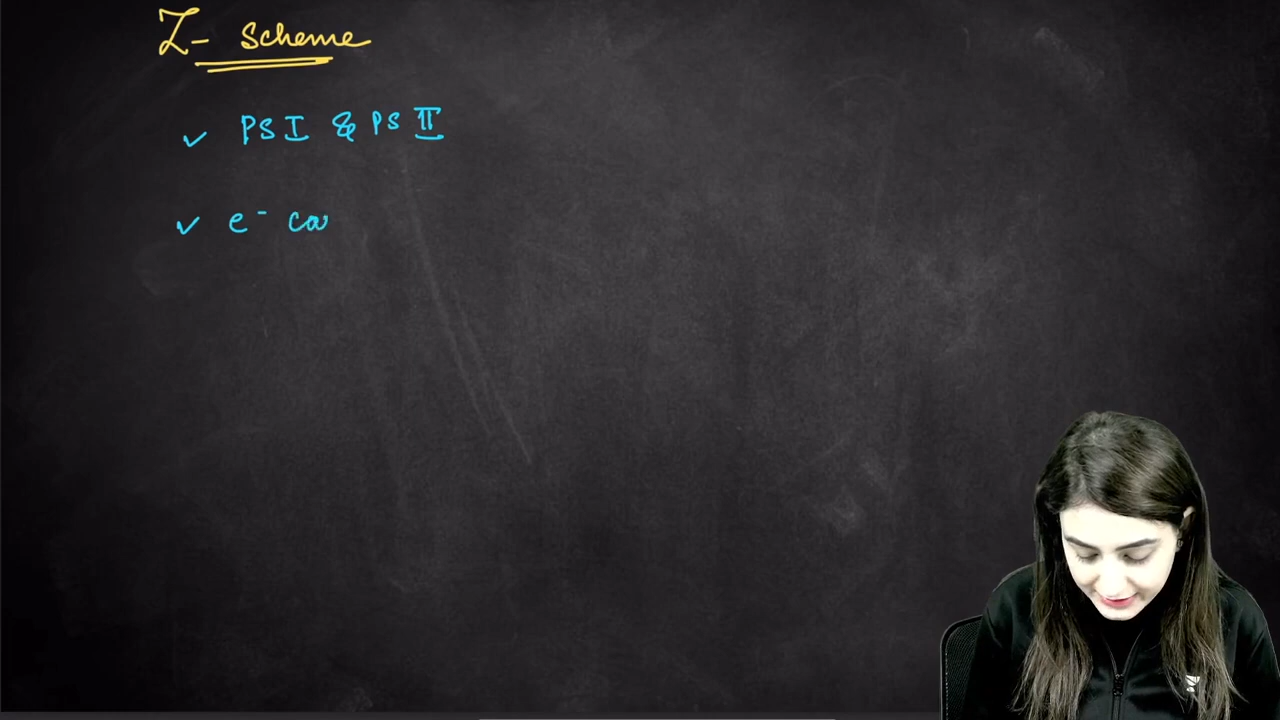 Z- Scheme
✓ PS I & PS II
✓ e⁻ ca